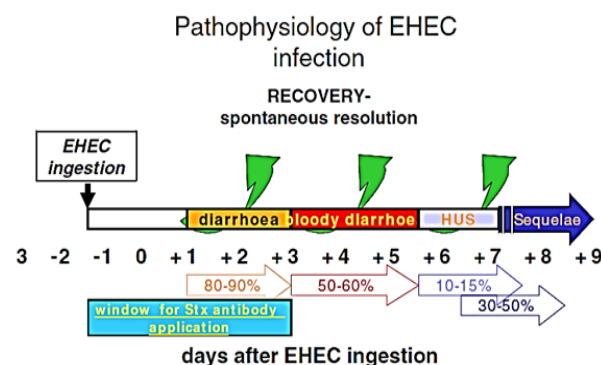 Pathophysiology of EHEC
infection
RECOVERY-
spontaneous resolution
EHEC
ingestion
diarrhoea bloody diarrhoe HUS Sequelae
3 -2 -1 0 +1 +2 +3 +4 +5 +6 +7 +8 +9
80-90% 50-60% 10-15%
30-50%
window for Stx antibody
application
days after EHEC ingestion